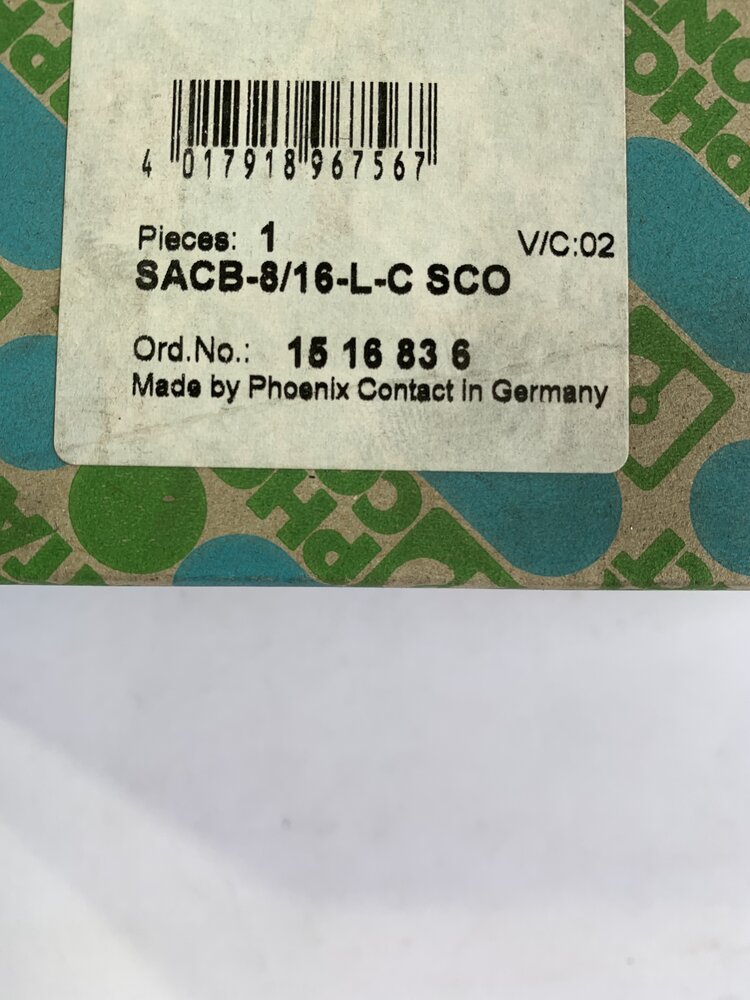 4 017918 967567
Pieces: 1 V/C:02
SACB-8/16-L-C SCO
Ord.No.: 15 16 83 6
Made by Phoenix Contact in Germany